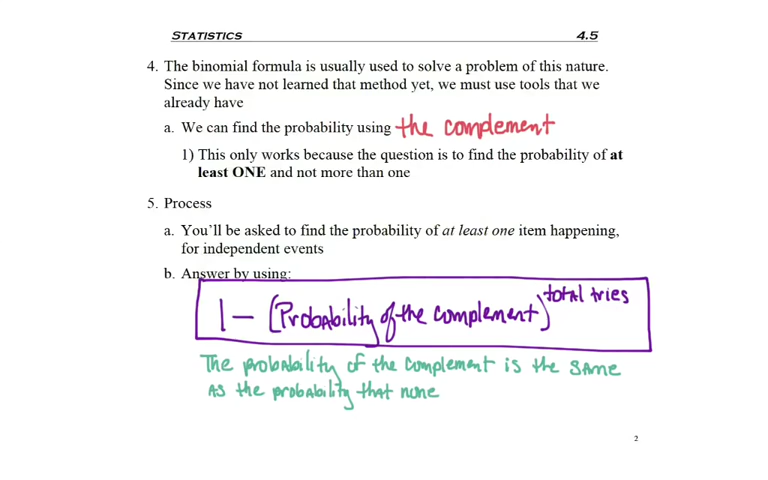 STATISTICS 4.5
4. The binomial formula is usually used to solve a problem of this nature.
Since we have not learned that method yet, we must use tools that we
already have
a. We can find the probability using the complement
1) This only works because the question is to find the probability of at
least ONE and not more than one
5. Process
a. You'll be asked to find the probability of at least one item happening,
for independent events
b. Answer by using:
1 - (Probability of the complement)^total tries
The probability of the complement is the same
as the probability that none
2